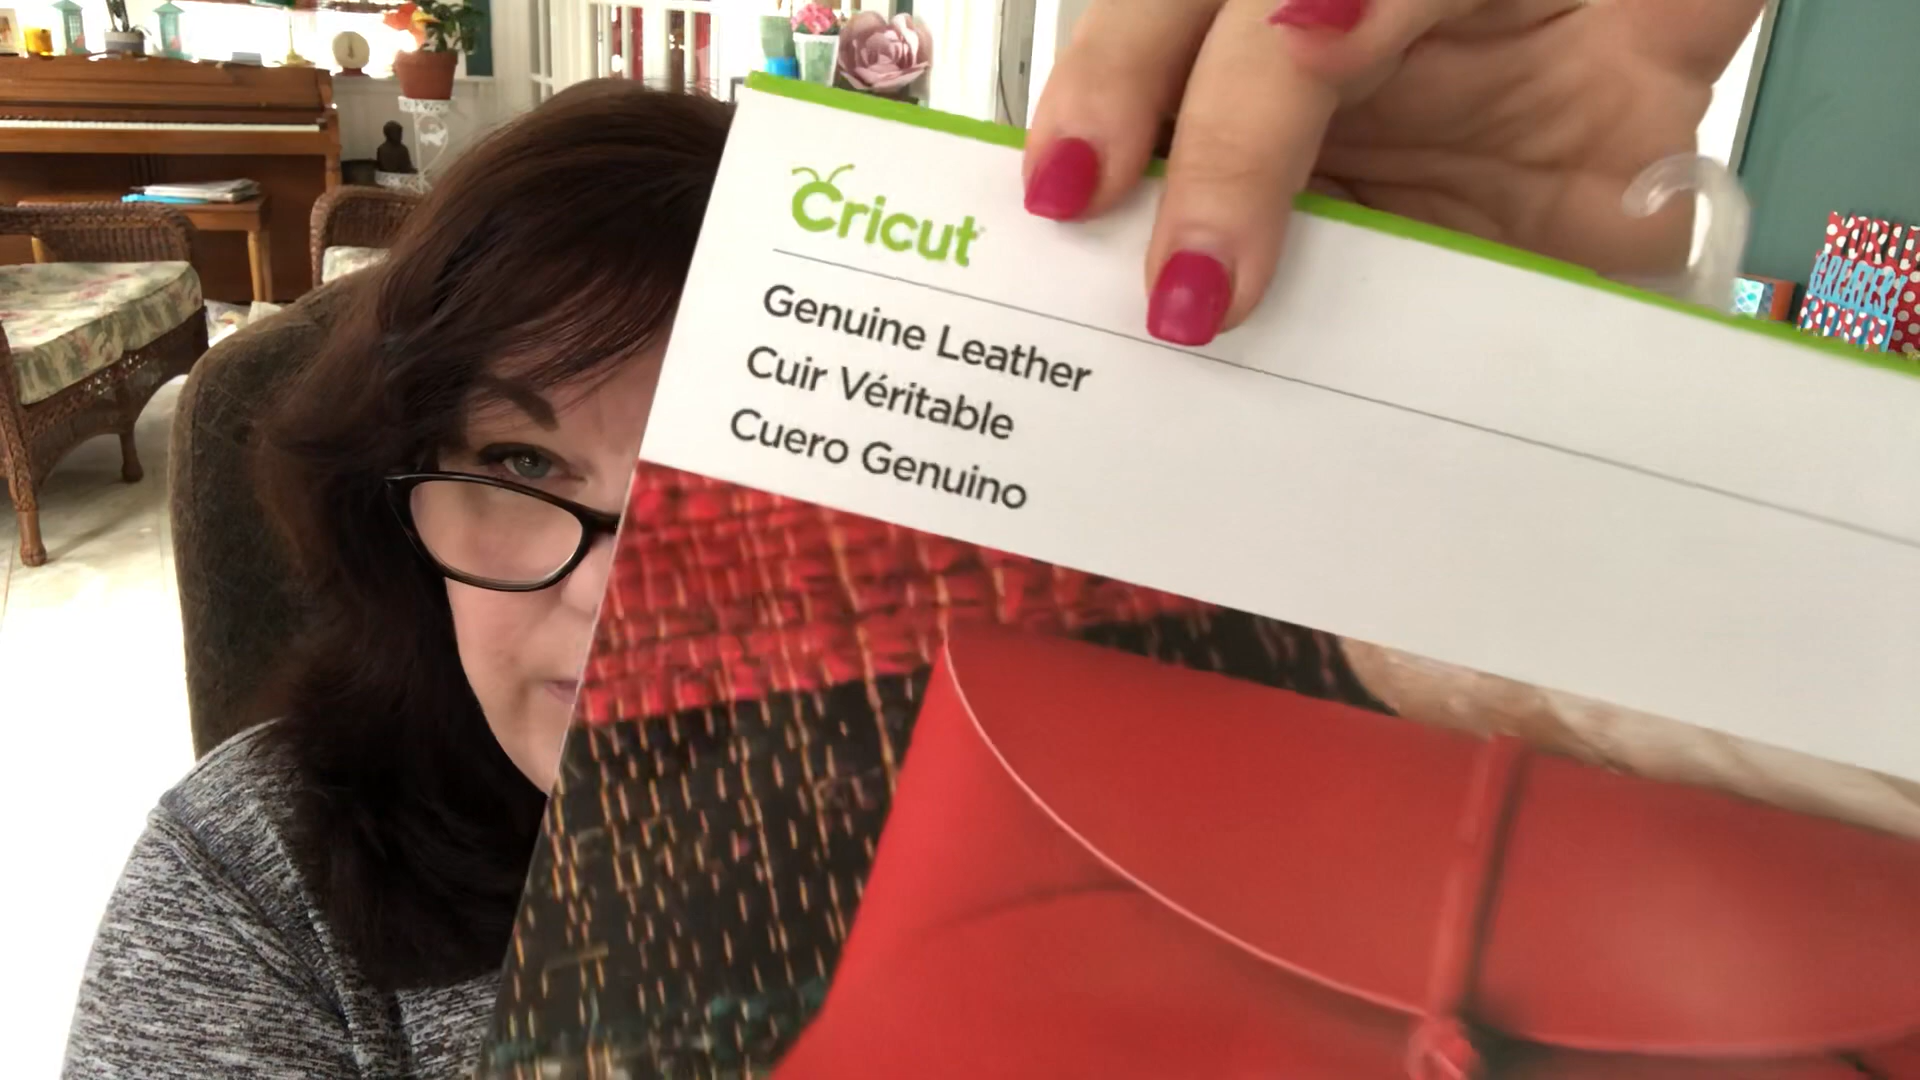 Cricut
Genuine Leather
Cuir Véritable
Cuero Genuino